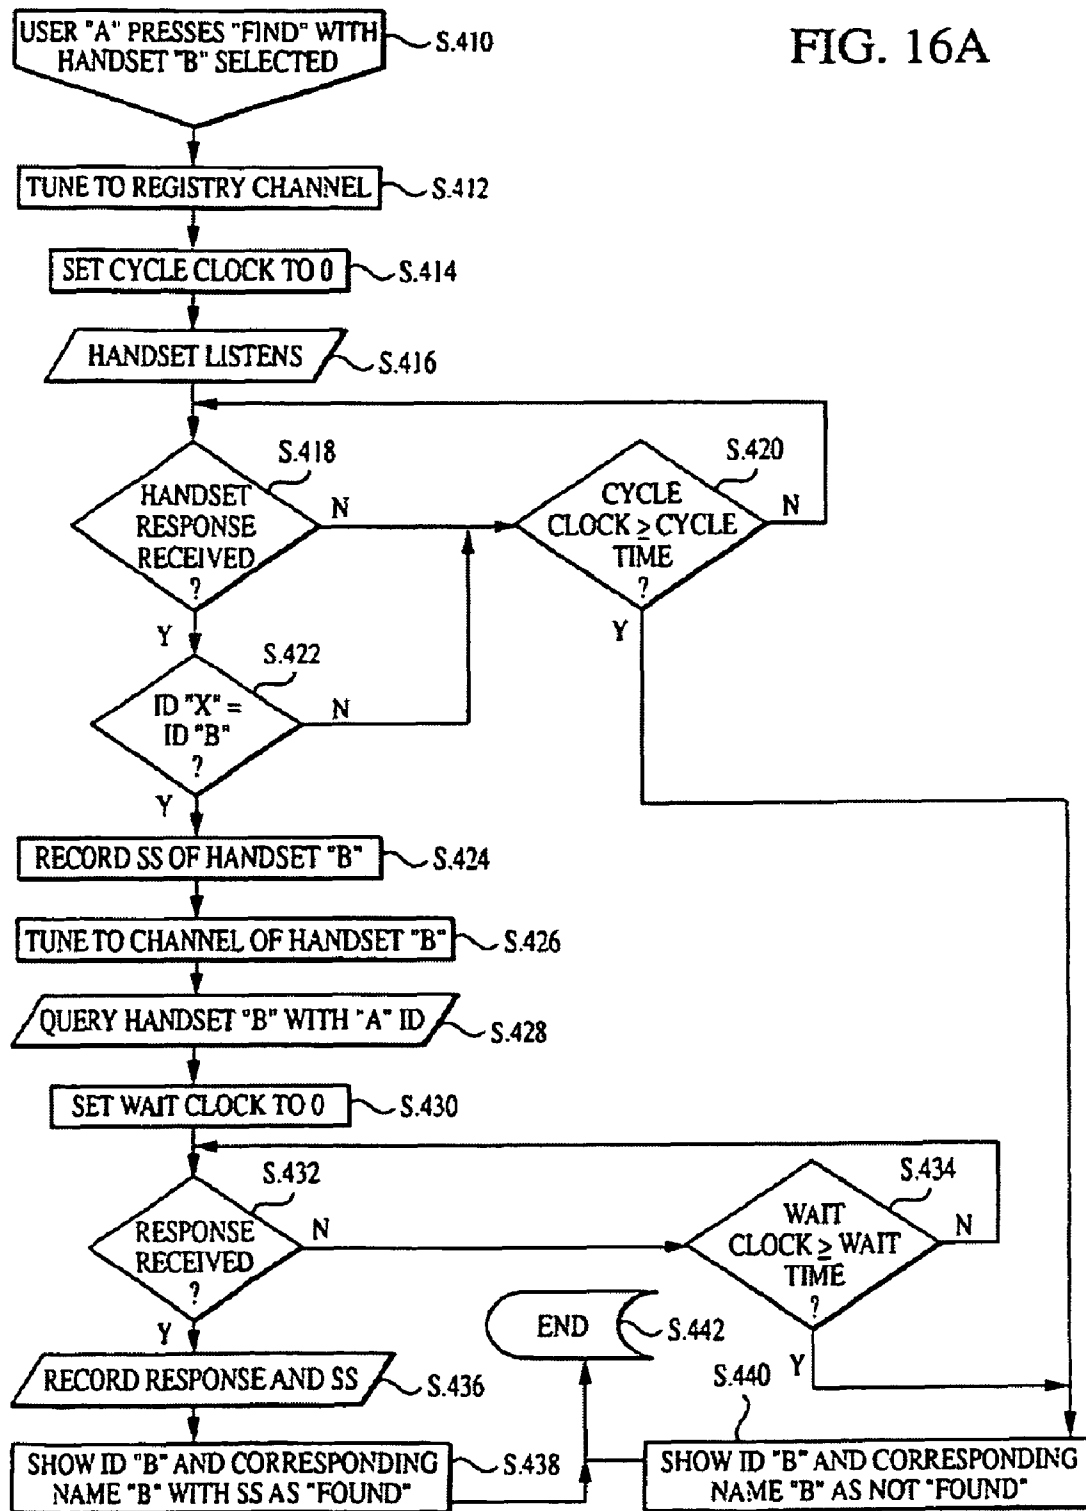 FIG. 16A
USER "A" PRESSES "FIND" WITH
HANDSET "B" SELECTED
S.410
TUNE TO REGISTRY CHANNEL
S.412
SET CYCLE CLOCK TO 0
S.414
HANDSET LISTENS
S.416
S.418
HANDSET
RESPONSE
RECEIVED
?
N
Y
S.420
CYCLE
CLOCK ≥ CYCLE
TIME
?
N
Y
S.422
ID "X" =
ID "B"
?
N
Y
RECORD SS OF HANDSET "B"
S.424
TUNE TO CHANNEL OF HANDSET "B"
S.426
QUERY HANDSET "B" WITH "A" ID
S.428
SET WAIT CLOCK TO 0
S.430
S.432
RESPONSE
RECEIVED
?
N
Y
S.434
WAIT
CLOCK ≥ WAIT
TIME
?
N
Y
END
S.442
RECORD RESPONSE AND SS
S.436
S.440
SHOW ID "B" AND CORRESPONDING
NAME "B" WITH SS AS "FOUND"
S.438
SHOW ID "B" AND CORRESPONDING
NAME "B" AS NOT "FOUND"